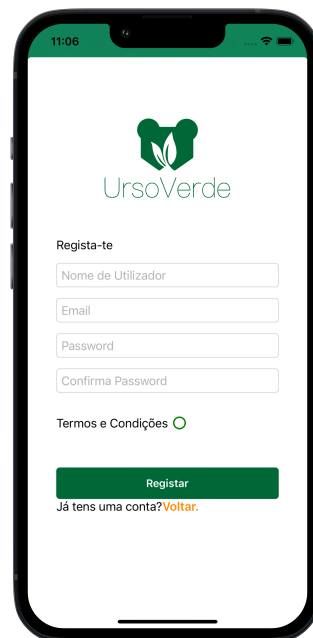 11:06
UrsoVerde
Regista-te
Nome de Utilizador
Email
Password
Confirma Password
Termos e Condições
Registar
Já tens uma conta?Voltar.